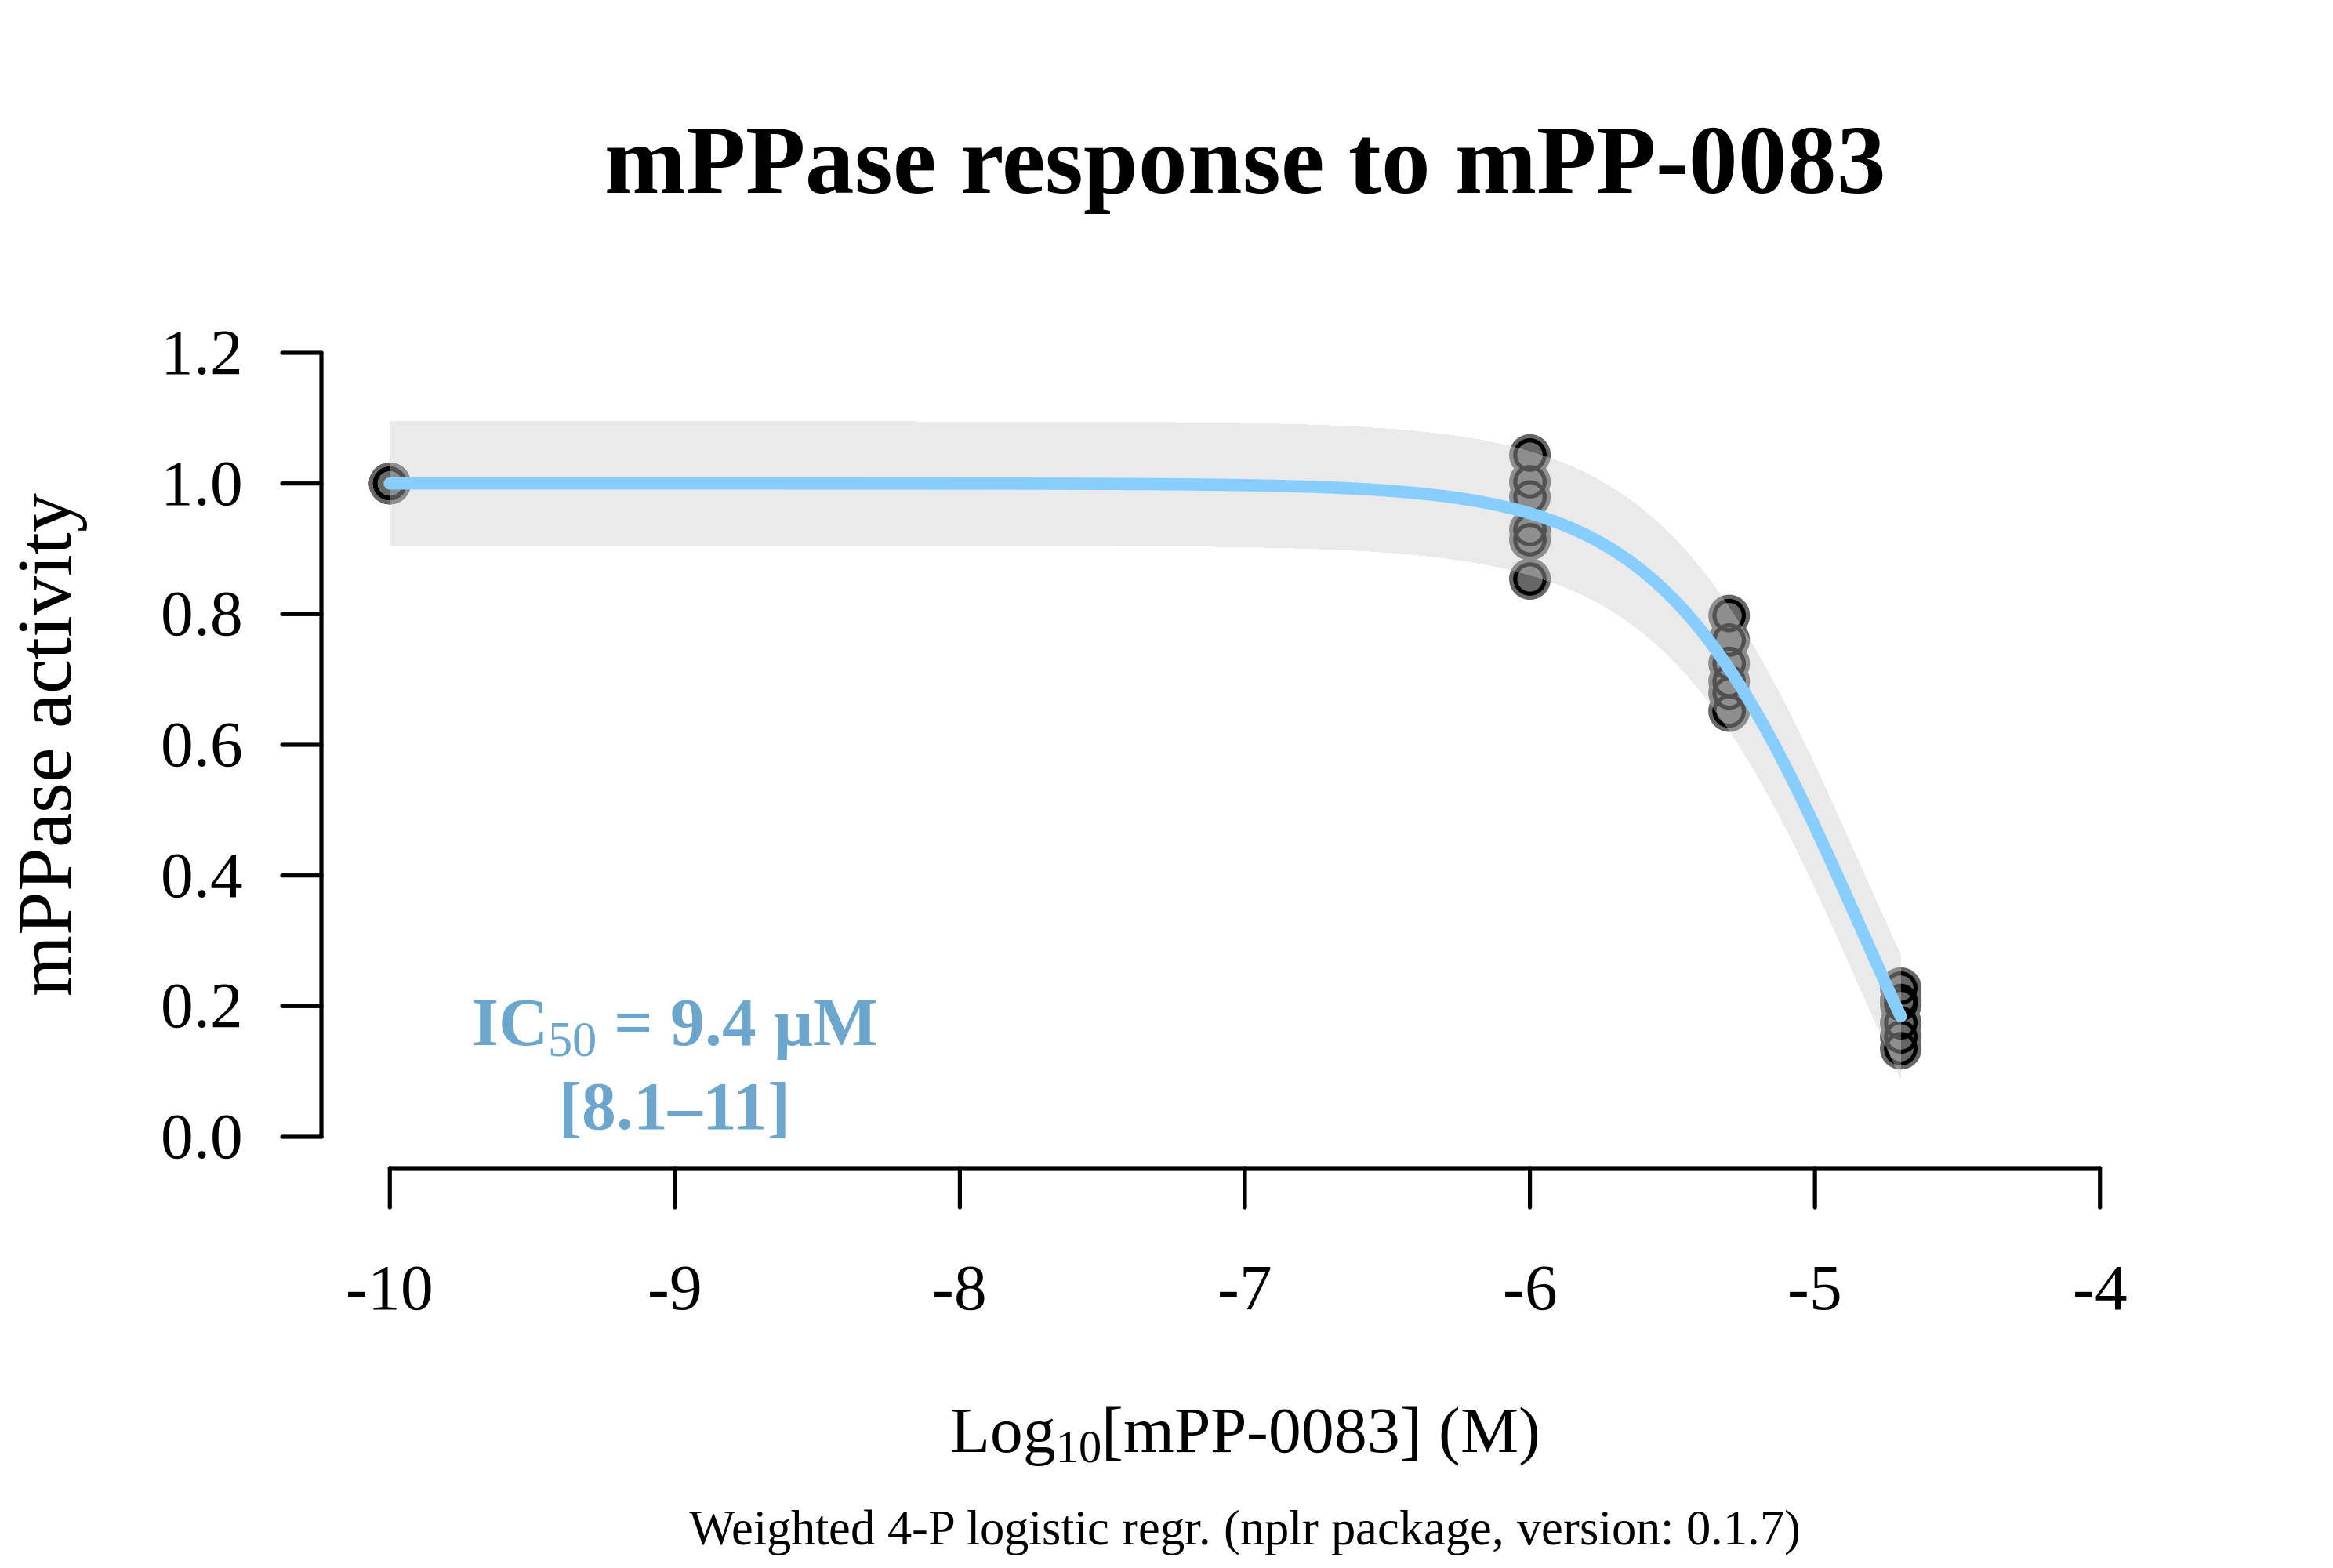 mPPase response to mPP-0083
mPPase activity
1.2
1.0
0.8
0.6
0.4
0.2
0.0
IC50 = 9.4 µM
[8.1–11]
-10 -9 -8 -7 -6 -5 -4
Log10[mPP-0083] (M)
Weighted 4-P logistic regr. (nplr package, version: 0.1.7)